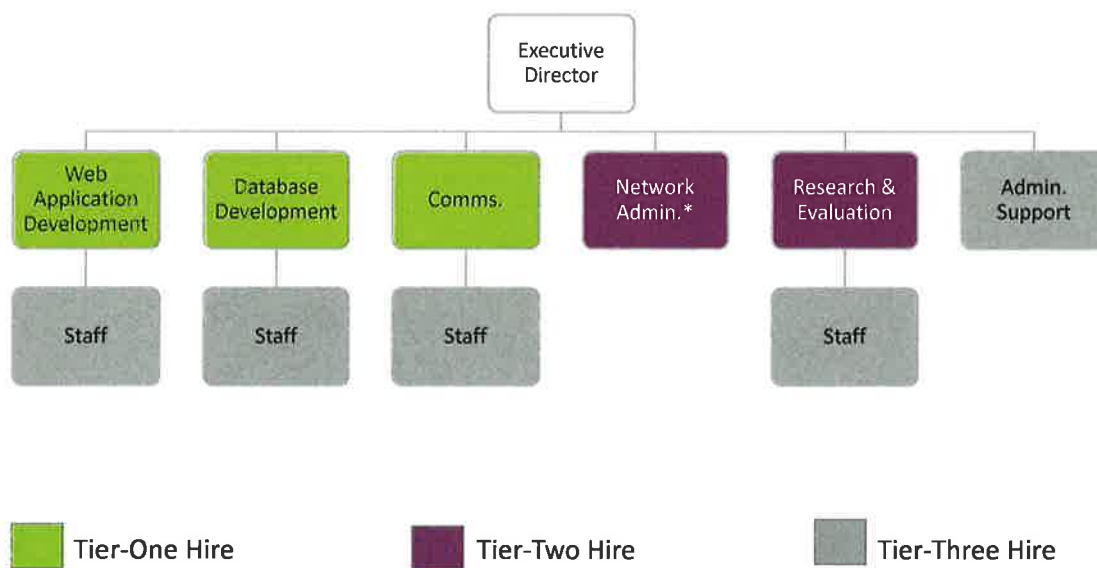 Executive
Director
Web
Application
Development
Database
Development
Comms.
Network
Admin.*
Research &
Evaluation
Admin.
Support
Staff
Staff
Staff
Staff
Tier-One Hire
Tier-Two Hire
Tier-Three Hire